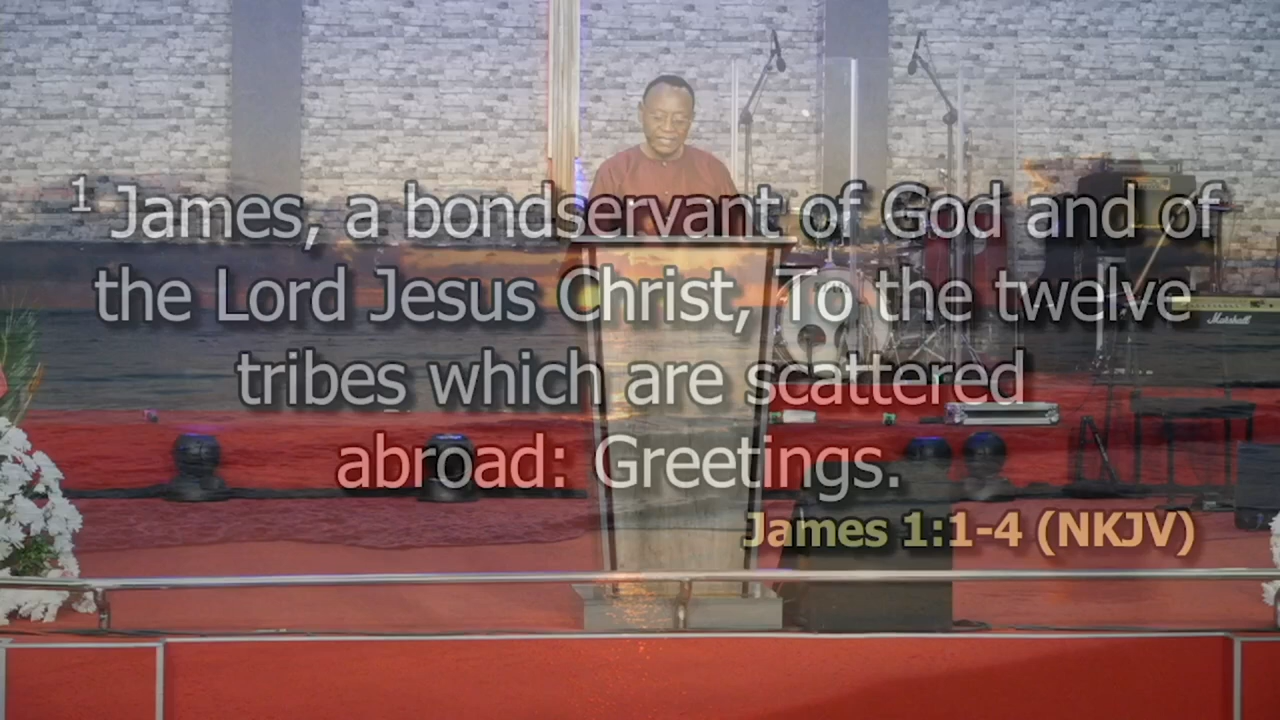 1 James, a bondservant of God and of
the Lord Jesus Christ, To the twelve
tribes which are scattered
abroad: Greetings.
James 1:1-4 (NKJV)
Marshall